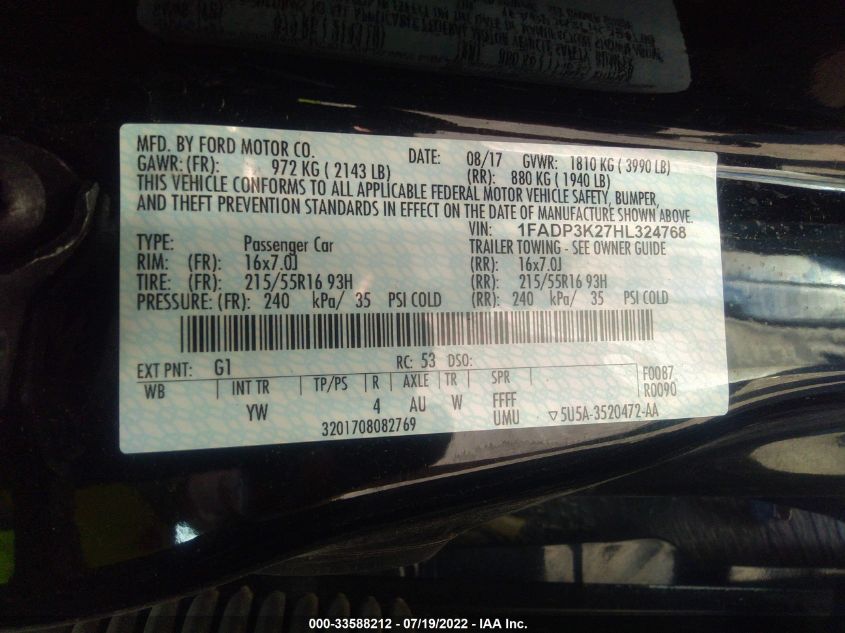 MFD. BY FORD MOTOR CO. DATE: 08/17 GVWR: 1810 KG ( 3990 LB)
GAWR: (FR): 972 KG ( 2143 LB) (RR): 880 KG ( 1940 LB)
THIS VEHICLE CONFORMS TO ALL APPLICABLE FEDERAL MOTOR VEHICLE SAFETY, BUMPER,
AND THEFT PREVENTION STANDARDS IN EFFECT ON THE DATE OF MANUFACTURE SHOWN ABOVE.
VIN: 1FADP3K27HL324768
TYPE: Passenger Car TRAILER TOWING - SEE OWNER GUIDE
RIM: (FR): 16x7.0J (RR): 16x7.0J
TIRE: (FR): 215/55R16 93H (RR): 215/55R16 93H
PRESSURE: (FR): 240 kPa/ 35 PSI COLD (RR): 240 kPa/ 35 PSI COLD
EXT PNT: G1 RC: 53 DSO: F0087
WB INT TR TP/PS R AXLE TR SPR R0090
YW 4 AU W FFFF
3201708082769 UMU ▽5U5A-3520472-AA
000-33588212 - 07/19/2022 - IAA Inc.